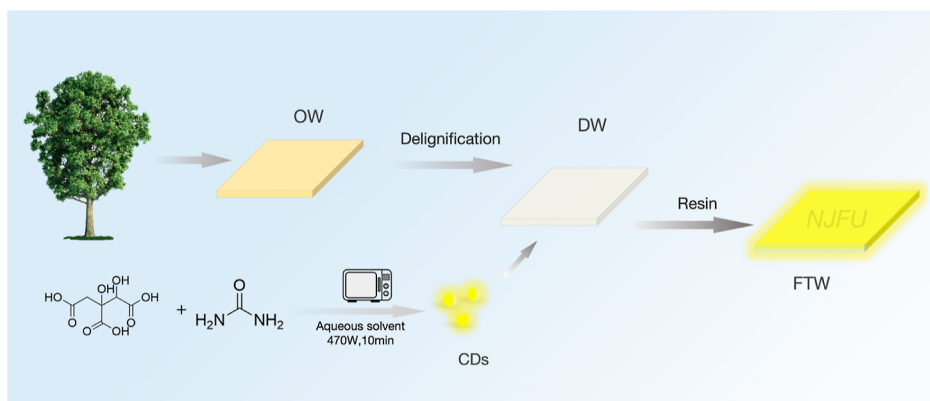 OW
Delignification
DW
Resin
NJFU
FTW
HO
O
OH
OH
O
OH
O
OH
O
+
O
H₂N
NH₂
Aqueous solvent
470W,10min
CDs